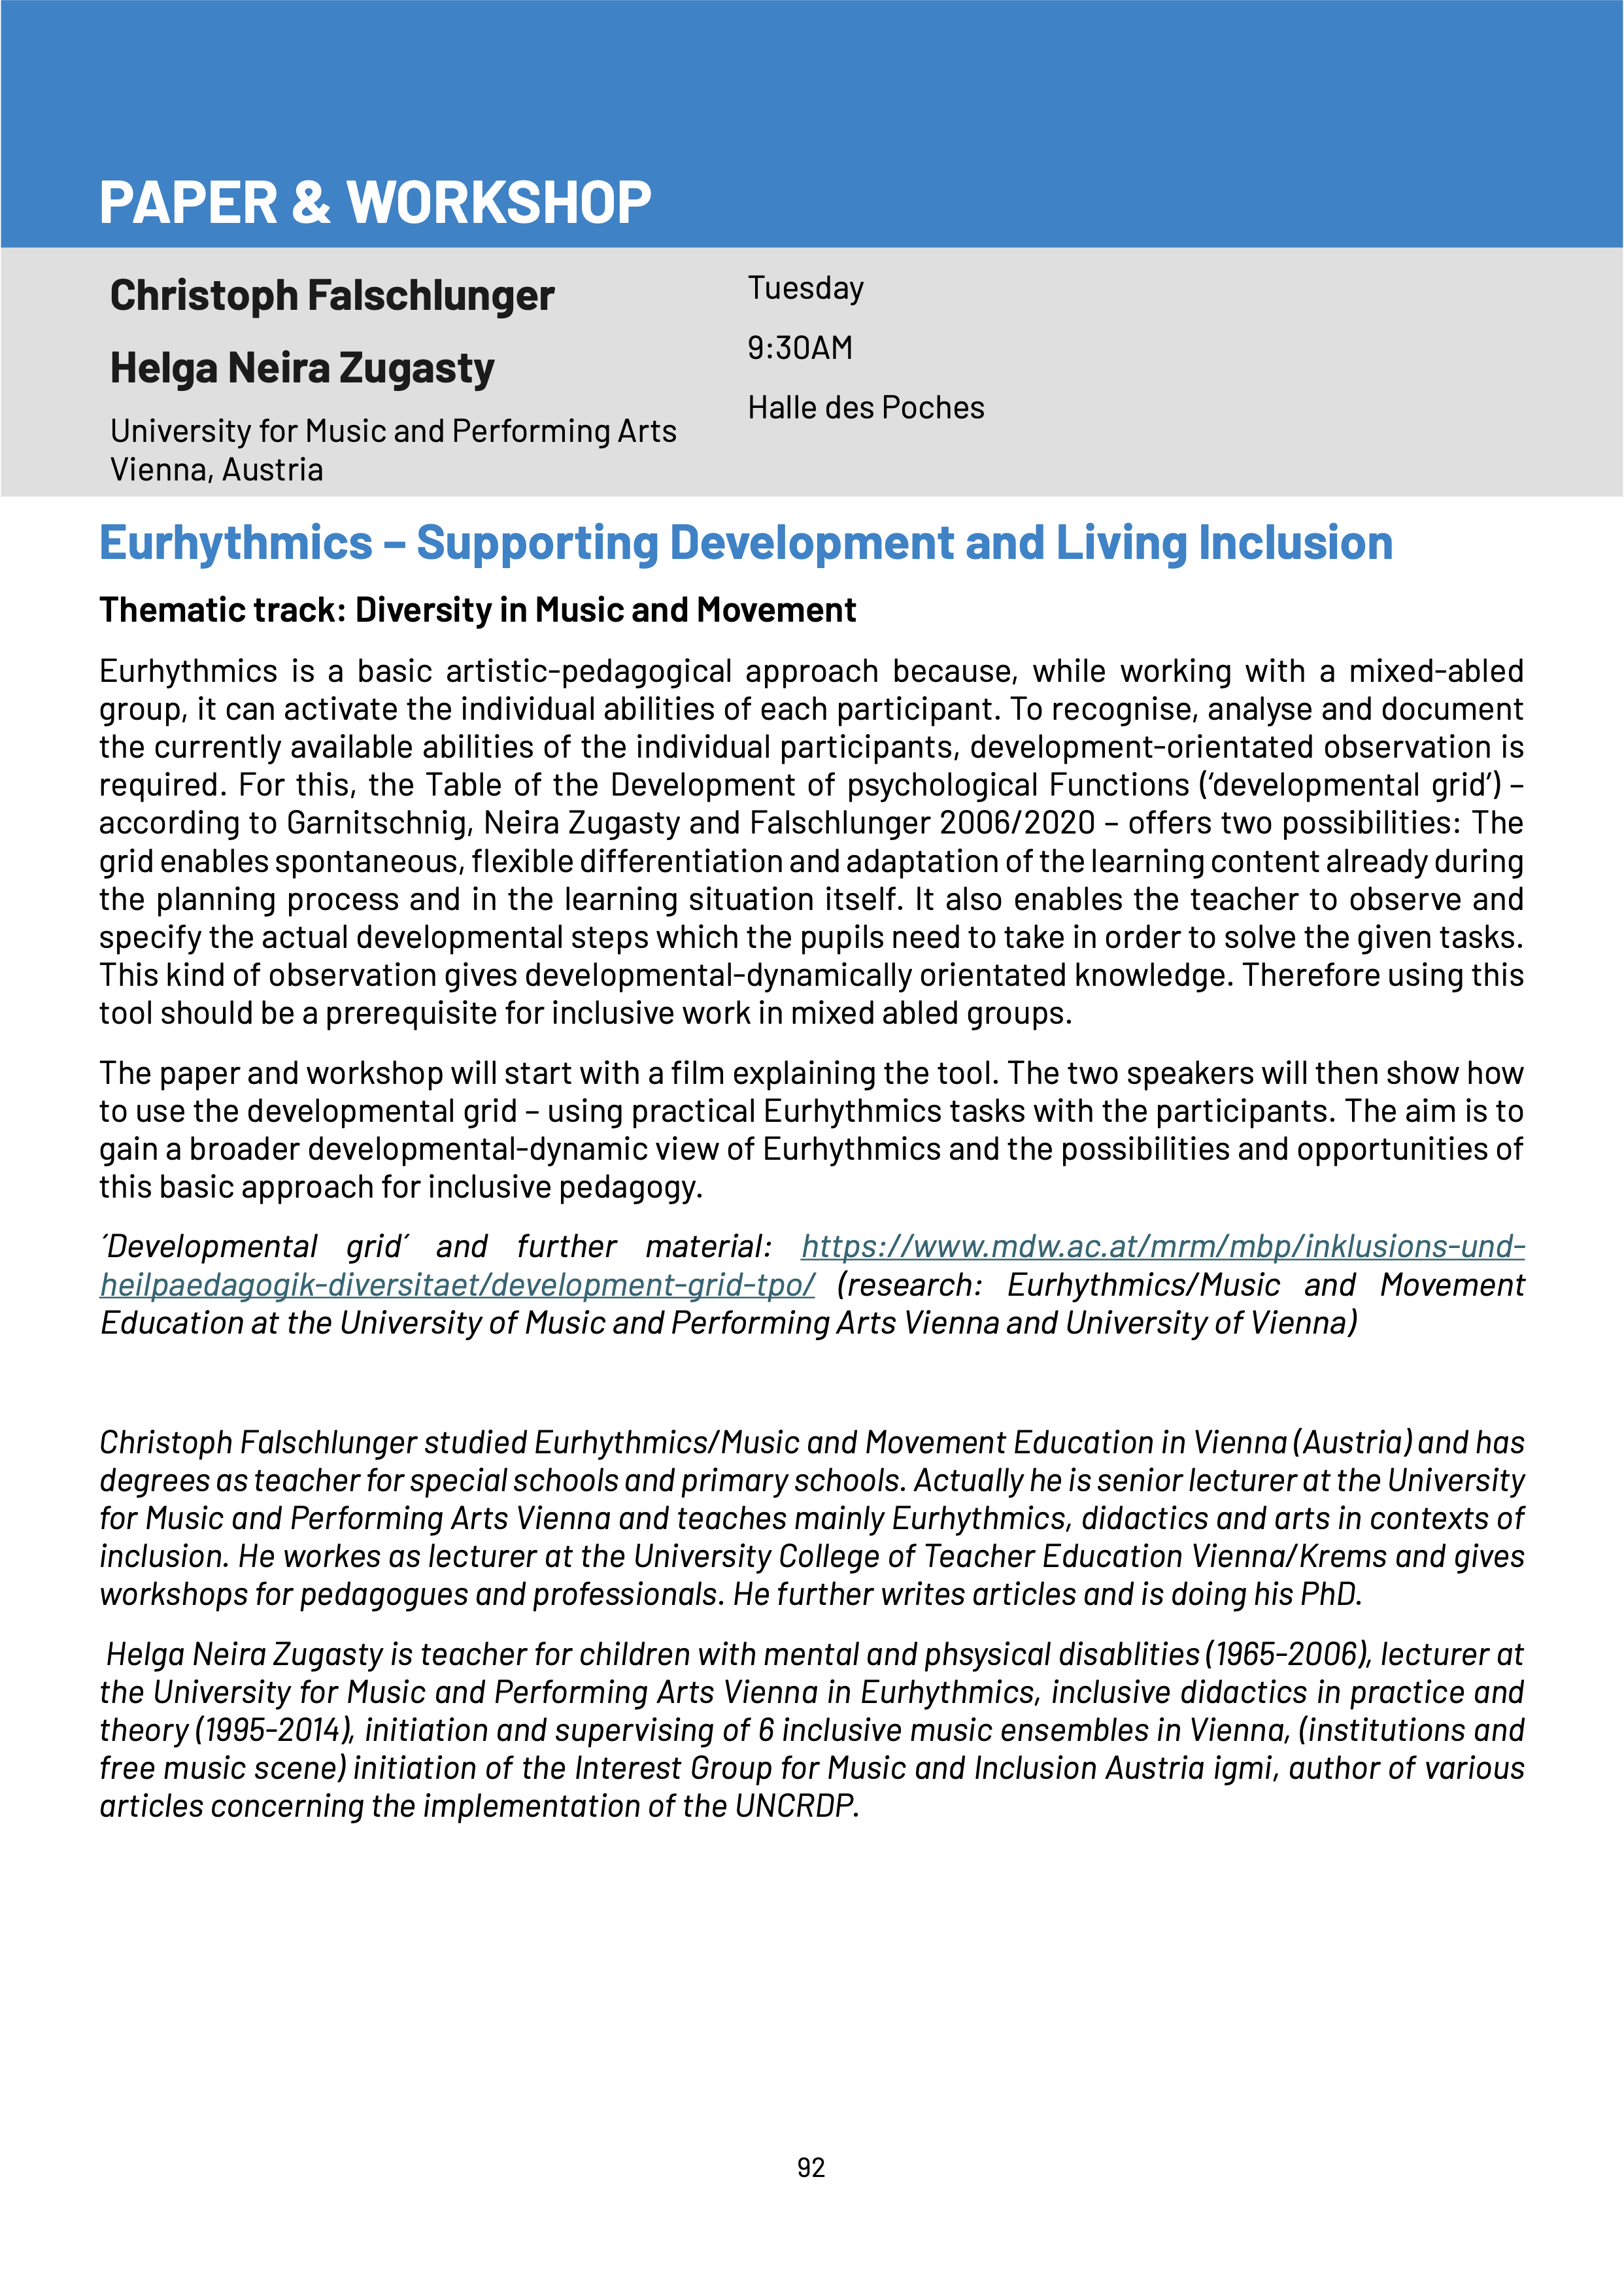 PAPER & WORKSHOP
Christoph Falschlunger
Helga Neira Zugasty
University for Music and Performing Arts
Vienna, Austria
Tuesday
9:30AM
Halle des Poches
Eurhythmics – Supporting Development and Living Inclusion
Thematic track: Diversity in Music and Movement
Eurhythmics is a basic artistic-pedagogical approach because, while working with a mixed-abled
group, it can activate the individual abilities of each participant. To recognise, analyse and document
the currently available abilities of the individual participants, development-orientated observation is
required. For this, the Table of the Development of psychological Functions (‘developmental grid’) –
according to Garnitschnig, Neira Zugasty and Falschlunger 2006/2020 – offers two possibilities: The
grid enables spontaneous, flexible differentiation and adaptation of the learning content already during
the planning process and in the learning situation itself. It also enables the teacher to observe and
specify the actual developmental steps which the pupils need to take in order to solve the given tasks.
This kind of observation gives developmental-dynamically orientated knowledge. Therefore using this
tool should be a prerequisite for inclusive work in mixed abled groups.
The paper and workshop will start with a film explaining the tool. The two speakers will then show how
to use the developmental grid – using practical Eurhythmics tasks with the participants. The aim is to
gain a broader developmental-dynamic view of Eurhythmics and the possibilities and opportunities of
this basic approach for inclusive pedagogy.
´Developmental grid´ and further material: https://www.mdw.ac.at/mrm/mbp/inklusions-und-
heilpaedagogik-diversitaet/development-grid-tpo/ (research: Eurhythmics/Music and Movement
Education at the University of Music and Performing Arts Vienna and University of Vienna)
Christoph Falschlunger studied Eurhythmics/Music and Movement Education in Vienna (Austria) and has
degrees as teacher for special schools and primary schools. Actually he is senior lecturer at the University
for Music and Performing Arts Vienna and teaches mainly Eurhythmics, didactics and arts in contexts of
inclusion. He workes as lecturer at the University College of Teacher Education Vienna/Krems and gives
workshops for pedagogues and professionals. He further writes articles and is doing his PhD.
Helga Neira Zugasty is teacher for children with mental and phsysical disablities (1965-2006), lecturer at
the University for Music and Performing Arts Vienna in Eurhythmics, inclusive didactics in practice and
theory (1995-2014), initiation and supervising of 6 inclusive music ensembles in Vienna, (institutions and
free music scene) initiation of the Interest Group for Music and Inclusion Austria igmi, author of various
articles concerning the implementation of the UNCRDP.
92